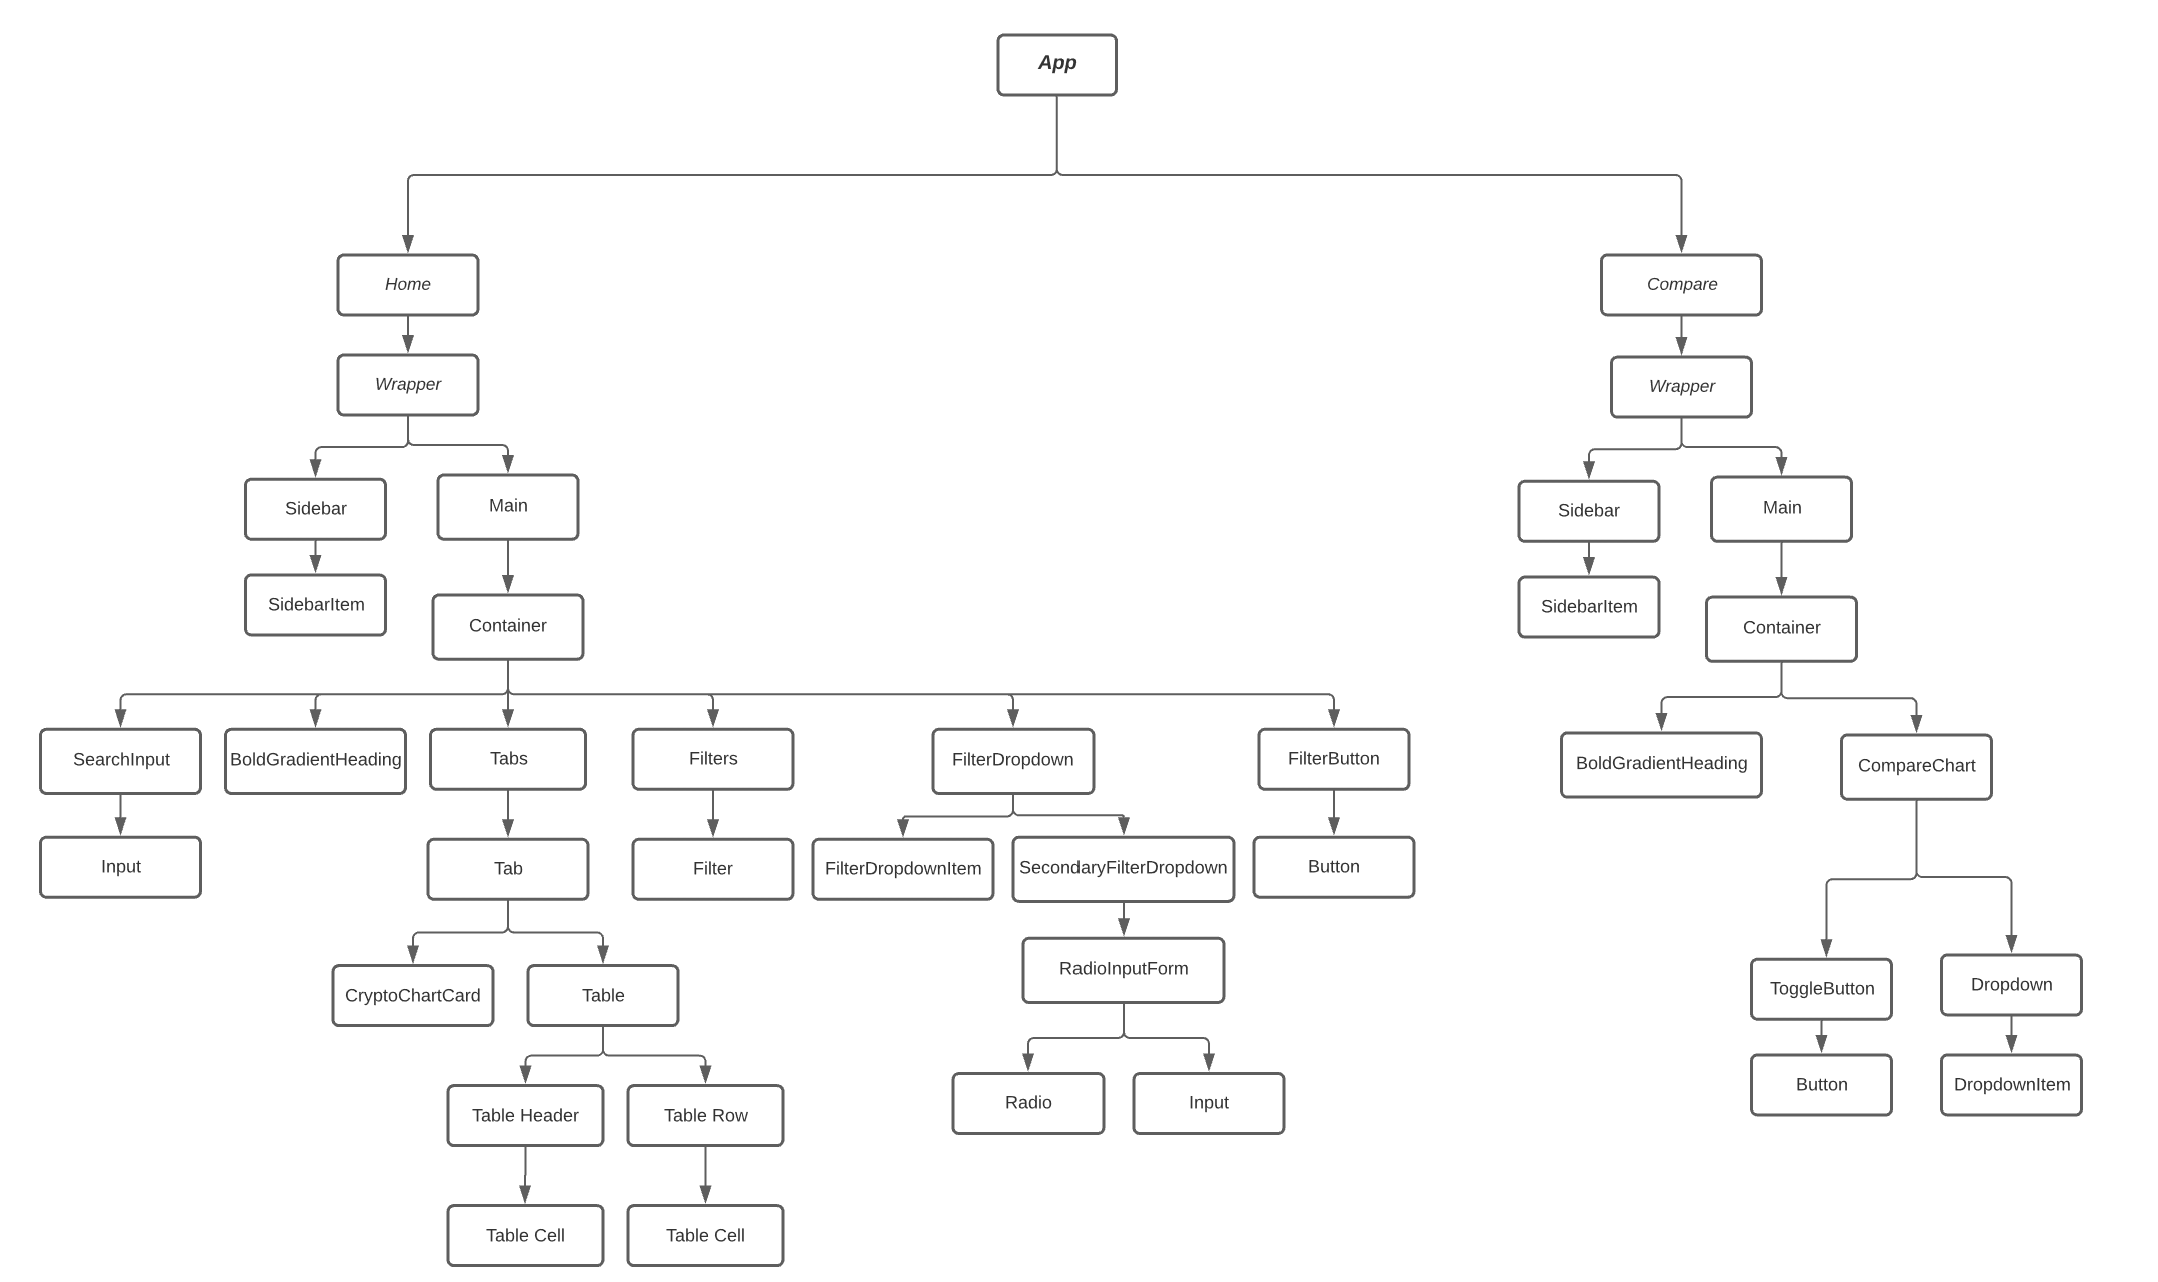 App
Home
Compare
Wrapper
Wrapper
Sidebar
Main
Sidebar
Main
SidebarItem
Container
SidebarItem
Container
SearchInput
BoldGradientHeading
Tabs
Filters
FilterDropdown
FilterButton
BoldGradientHeading
CompareChart
Input
Tab
Filter
FilterDropdownItem
SecondaryFilterDropdown
Button
CryptoChartCard
Table
RadioInputForm
ToggleButton
Dropdown
Table Header
Table Row
Radio
Input
Button
DropdownItem
Table Cell
Table Cell